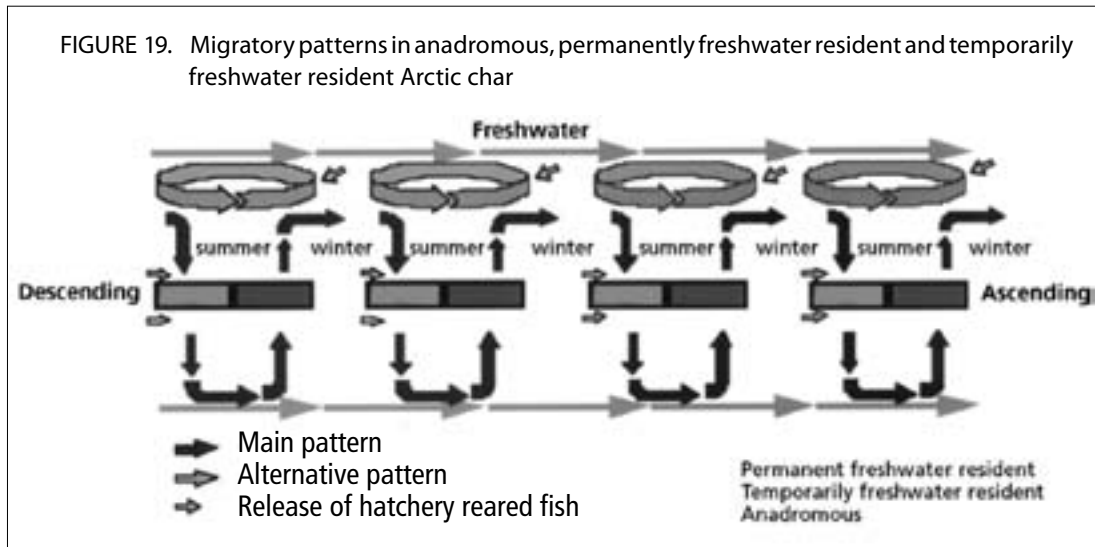 FIGURE 19. Migratory patterns in anadromous, permanently freshwater resident and temporarily
freshwater resident Arctic char
Freshwater
summer winter summer winter summer winter summer winter
Descending Ascending
Main pattern
Alternative pattern
Release of hatchery reared fish
Permanent freshwater resident
Temporarily freshwater resident
Anadromous